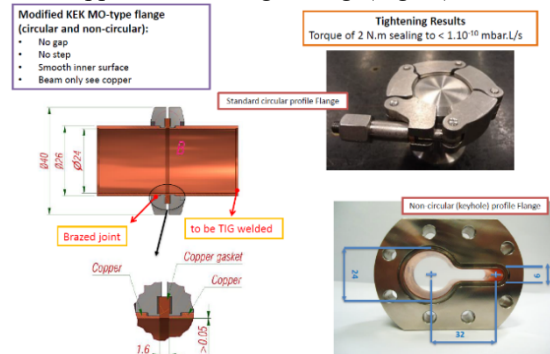 Modified KEK MO-type flange
(circular and non-circular):
• No gap
• No step
• Smooth inner surface
• Beam only see copper
Tightening Results
Torque of 2 N.m sealing to < 1.10⁻¹⁰ mbar.L/s
Standard circular profile Flange
Ø40
Ø26
Ø24
Brazed joint
to be TIG welded
Non-circular (keyhole) profile Flange
Copper gasket
Copper
Copper
1.6
>0.05
24
9
32